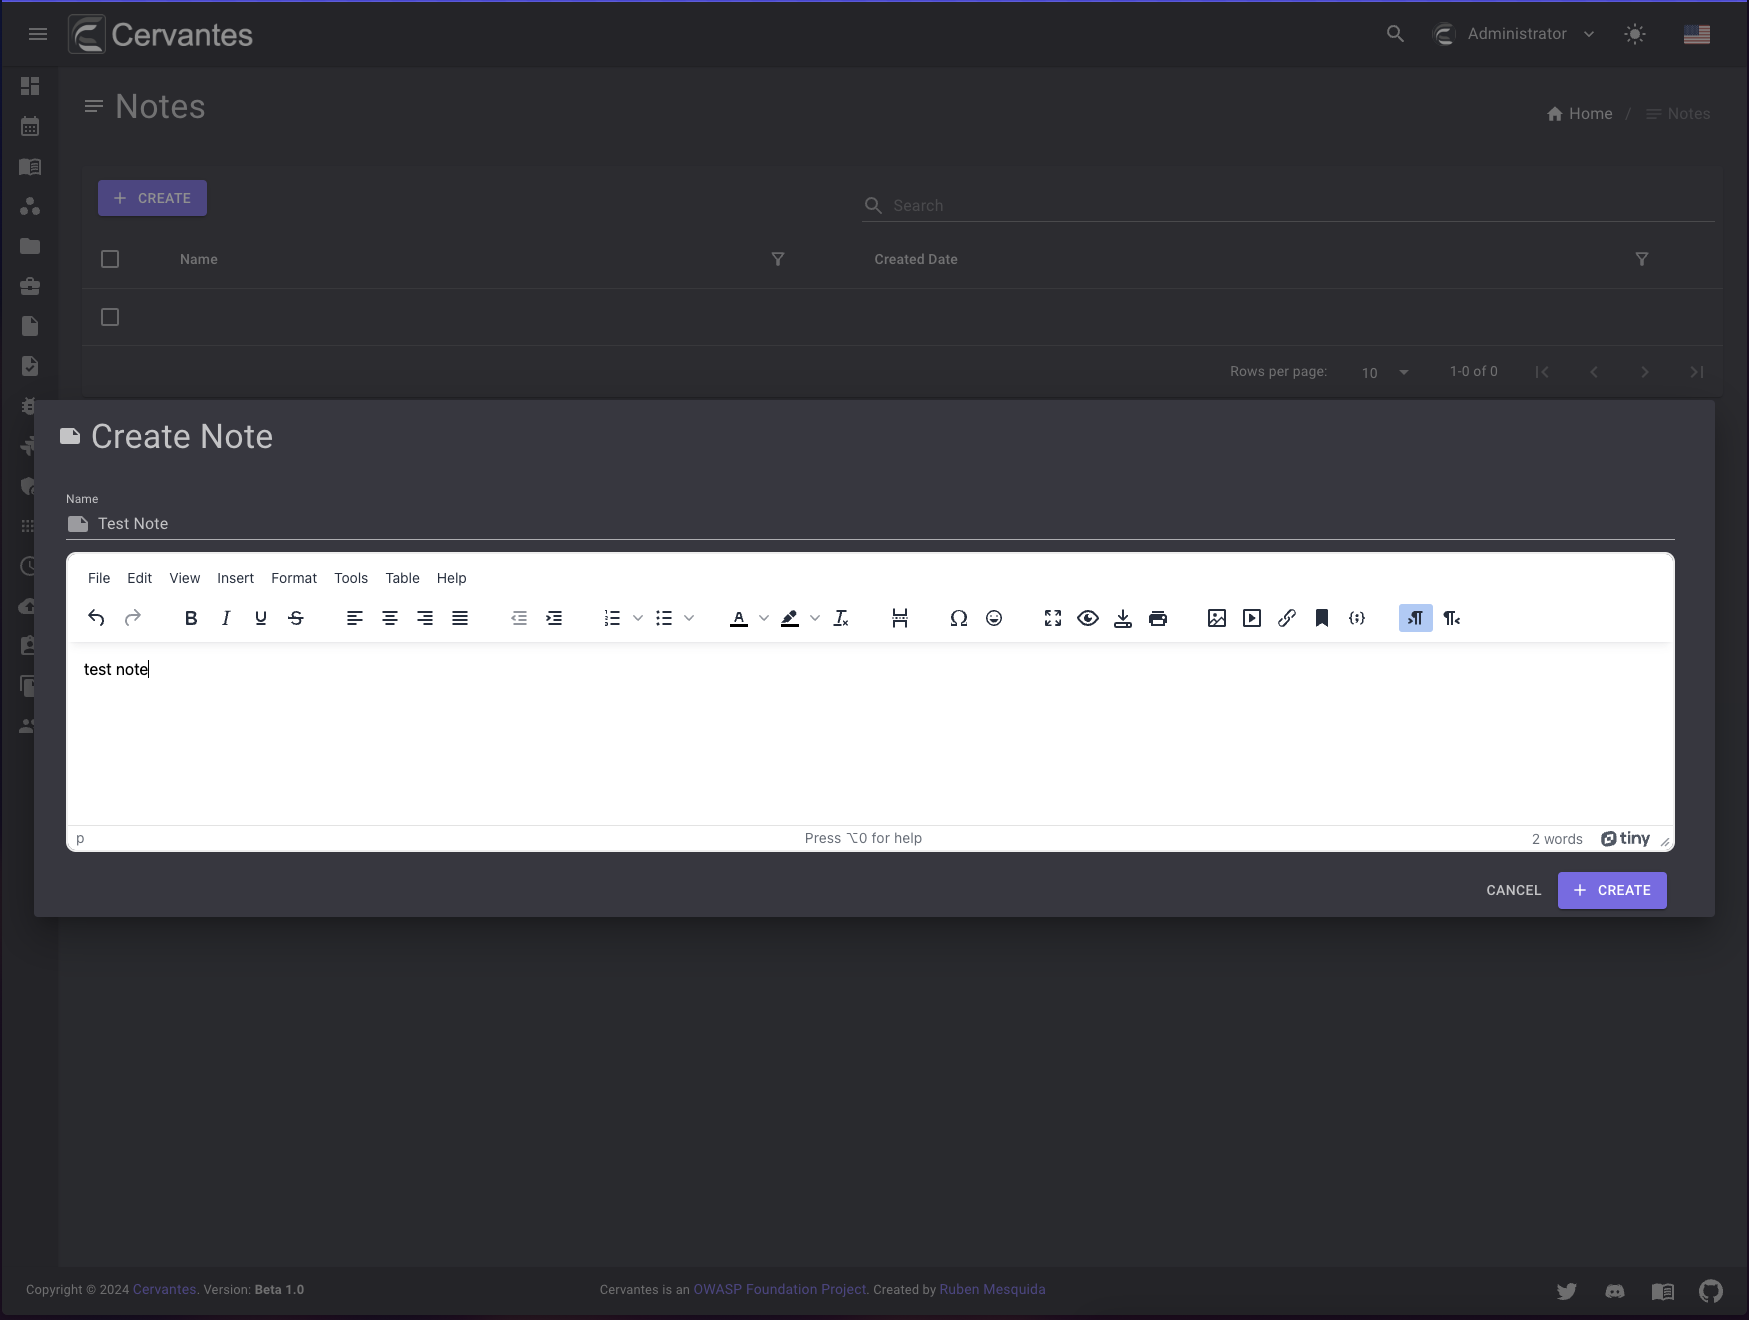 Cervantes
Administrator
Notes
Home / Notes
CREATE
Search
Name
Created Date
Rows per page: 10 1-0 of 0
Create Note
Name
Test Note
File Edit View Insert Format Tools Table Help
test note
p
Press ⌥0 for help
2 words
tiny
CANCEL
CREATE
Copyright © 2024 Cervantes. Version: Beta 1.0
Cervantes is an OWASP Foundation Project. Created by Ruben Mesquida